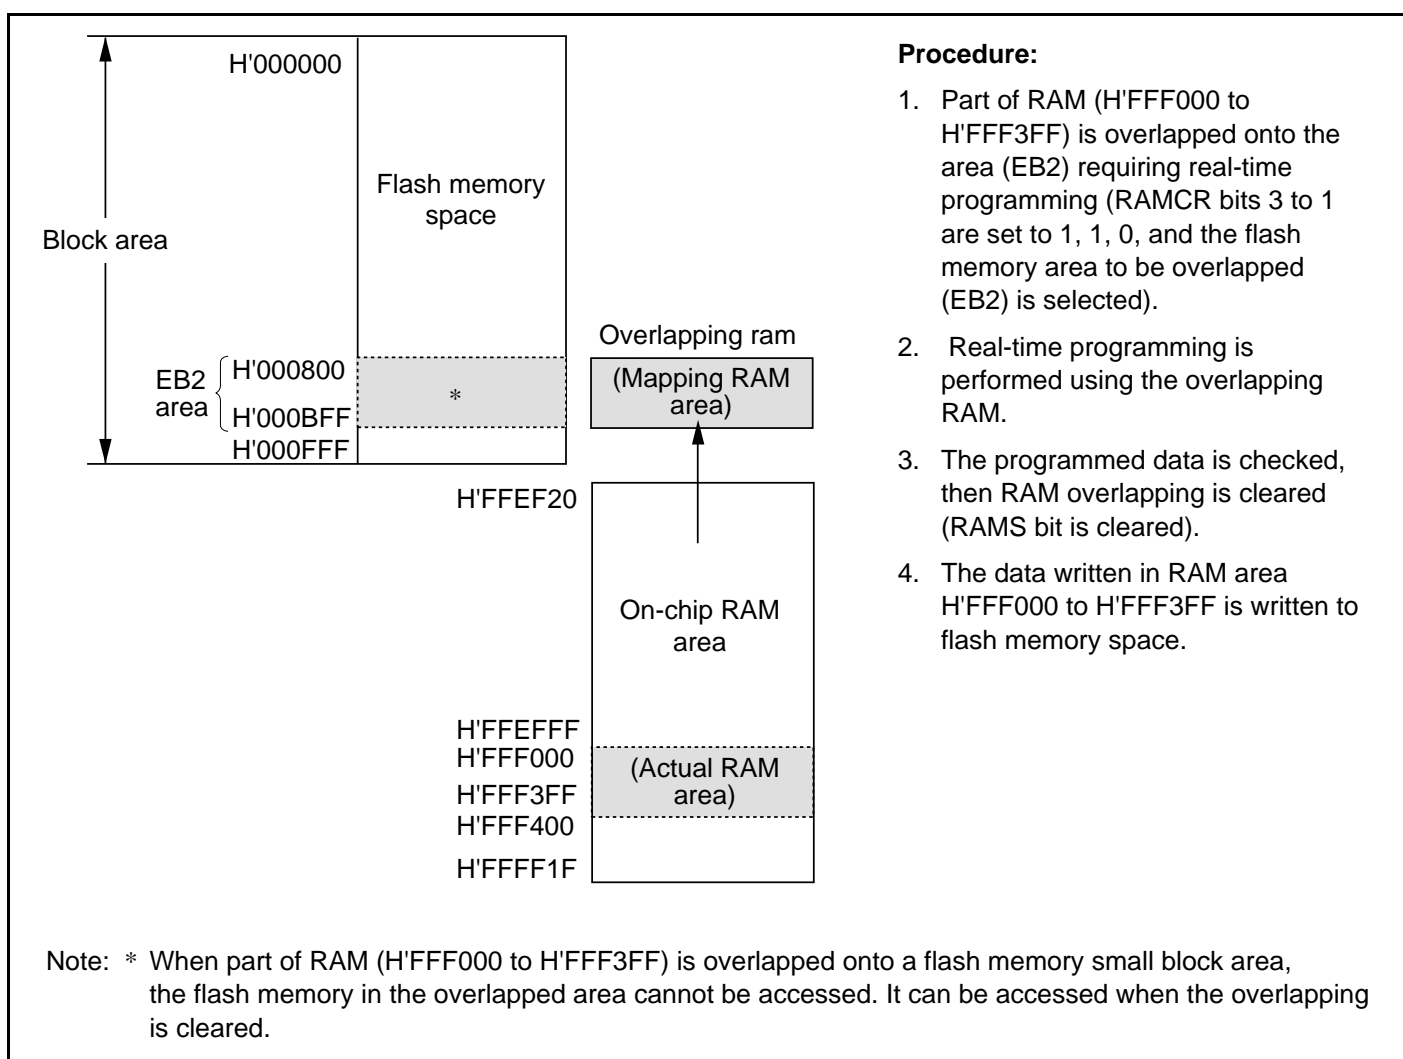 H'000000
Flash memory
space
Block area
EB2
area
H'000800
H'000BFF
H'000FFF
*
Overlapping ram
(Mapping RAM
area)
H'FFEF20
On-chip RAM
area
H'FFEFFF
H'FFF000
H'FFF3FF
H'FFF400
H'FFFF1F
(Actual RAM
area)
Procedure:
1. Part of RAM (H'FFF000 to
H'FFF3FF) is overlapped onto the
area (EB2) requiring real-time
programming (RAMCR bits 3 to 1
are set to 1, 1, 0, and the flash
memory area to be overlapped
(EB2) is selected).
2. Real-time programming is
performed using the overlapping
RAM.
3. The programmed data is checked,
then RAM overlapping is cleared
(RAMS bit is cleared).
4. The data written in RAM area
H'FFF000 to H'FFF3FF is written to
flash memory space.
Note: * When part of RAM (H'FFF000 to H'FFF3FF) is overlapped onto a flash memory small block area,
the flash memory in the overlapped area cannot be accessed. It can be accessed when the overlapping
is cleared.